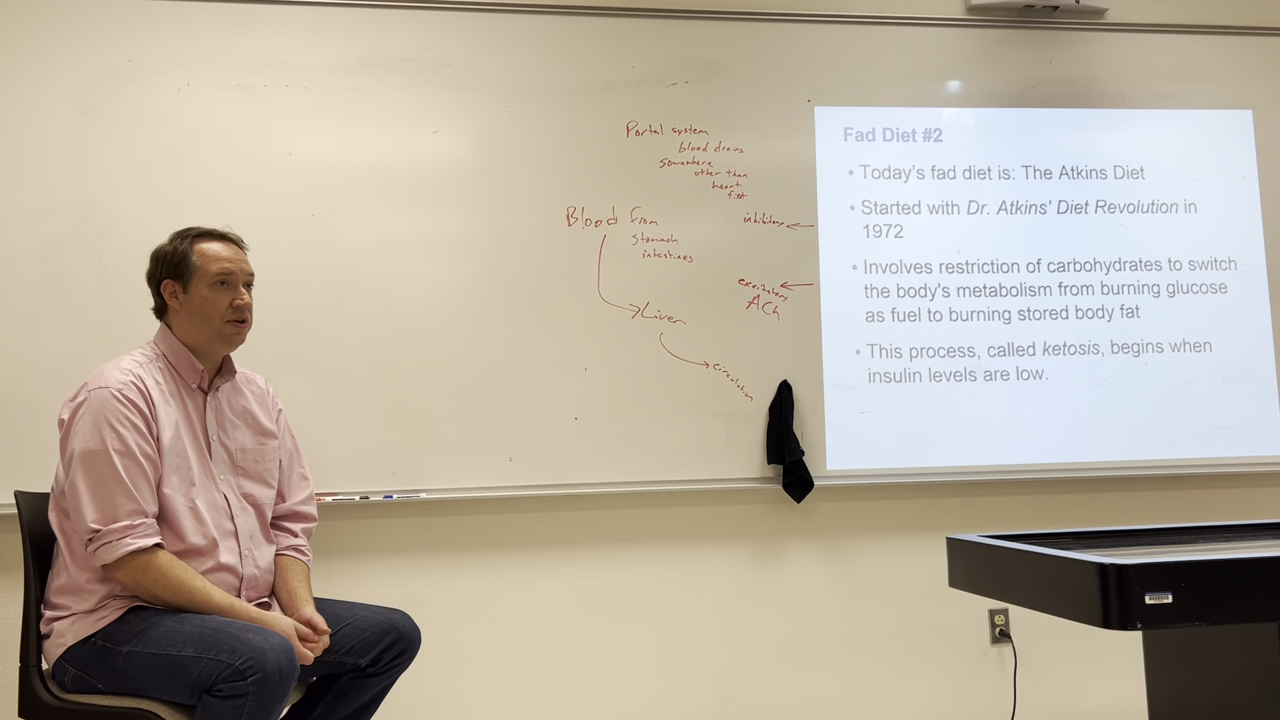 Portal system
blood drains
somewhere
other than
heart
first
Blood from
stomach
intestines
Liver
circulation
inhibitory
excitatory
ACh
Fad Diet #2
• Today's fad diet is: The Atkins Diet
• Started with Dr. Atkins' Diet Revolution in
1972
• Involves restriction of carbohydrates to switch
the body's metabolism from burning glucose
as fuel to burning stored body fat
• This process, called ketosis, begins when
insulin levels are low.